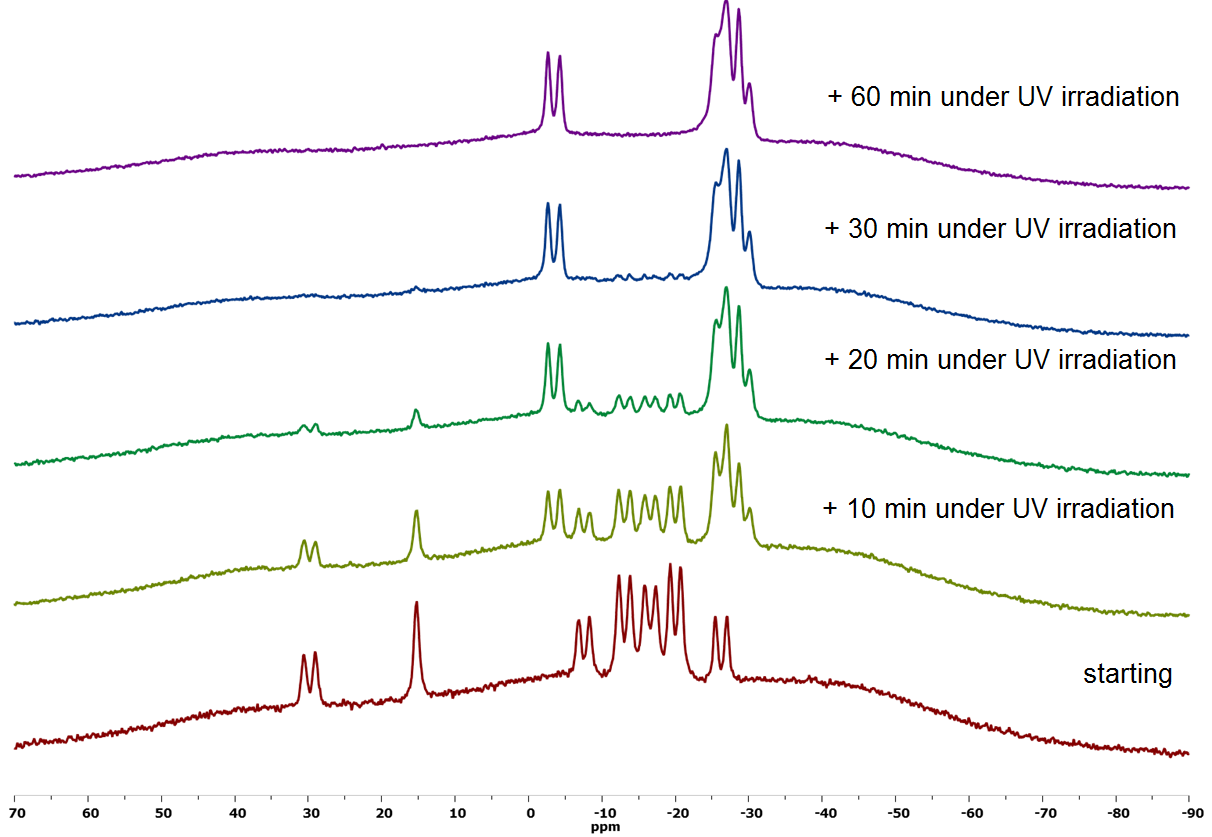 + 60 min under UV irradiation
+ 30 min under UV irradiation
+ 20 min under UV irradiation
+ 10 min under UV irradiation
starting
70 60 50 40 30 20 10 0 -10 -20 -30 -40 -50 -60 -70 -80 -90
ppm